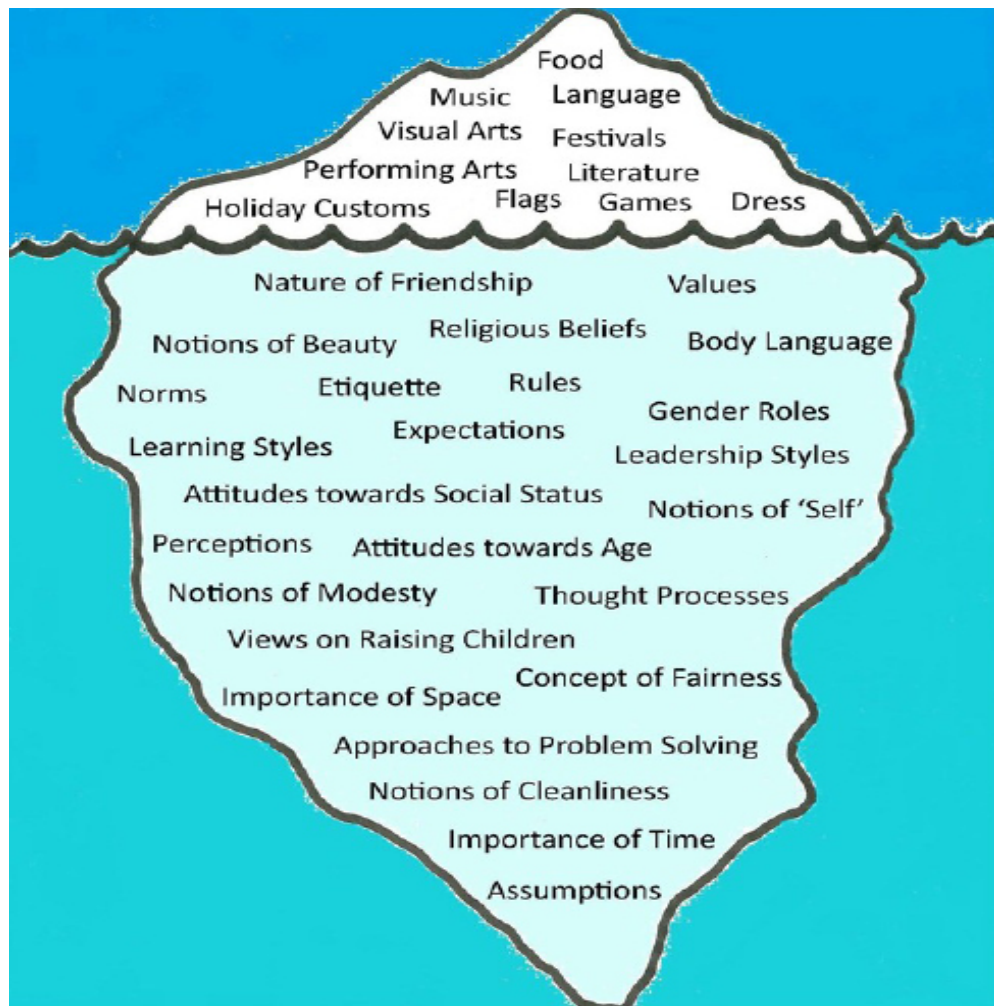 Food
Music
Language
Visual Arts
Festivals
Performing Arts
Literature
Holiday Customs
Flags
Games
Dress
Nature of Friendship
Values
Notions of Beauty
Religious Beliefs
Body Language
Norms
Etiquette
Rules
Gender Roles
Learning Styles
Expectations
Leadership Styles
Attitudes towards Social Status
Notions of ‘Self’
Perceptions
Attitudes towards Age
Notions of Modesty
Thought Processes
Views on Raising Children
Concept of Fairness
Importance of Space
Approaches to Problem Solving
Notions of Cleanliness
Importance of Time
Assumptions